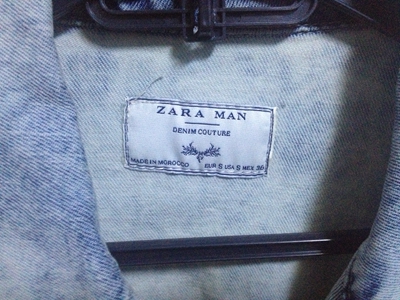 ZARA MAN
DENIM COUTURE
MADE IN MOROCCO EUR S USA S MEX 36